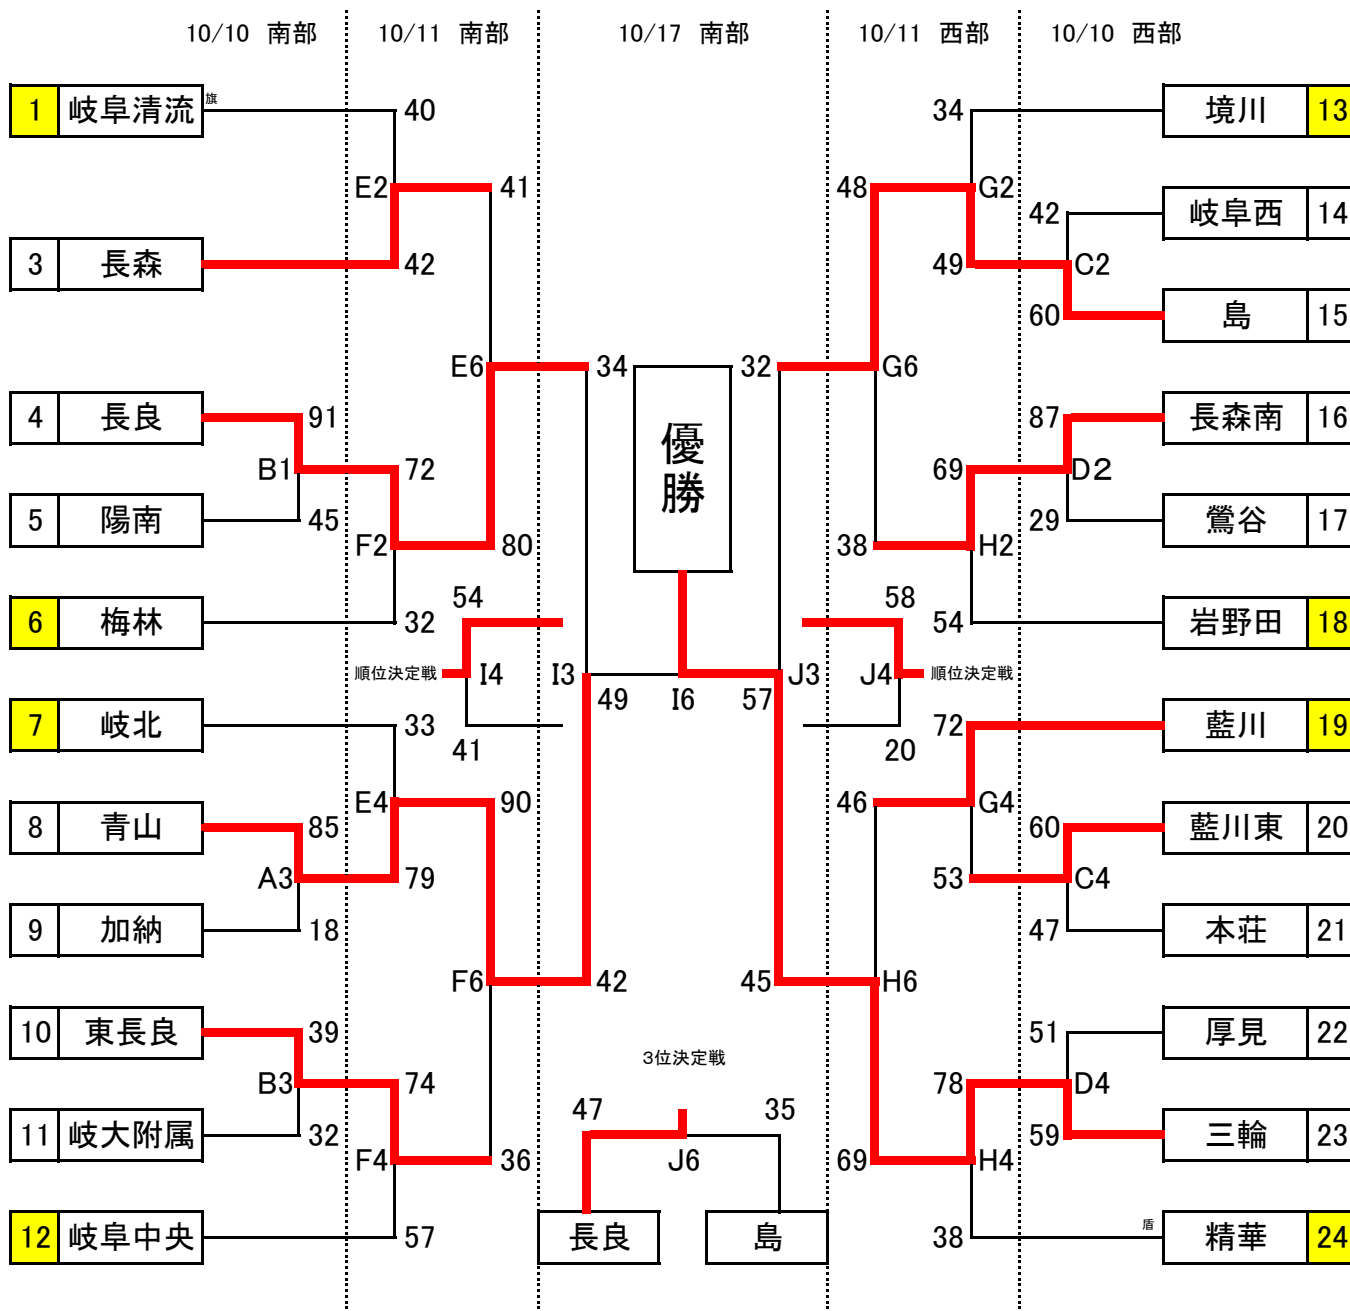 10/10 南部
10/11 南部
10/17 南部
10/11 西部
10/10 西部
1 岐阜清流 旗 40
34 境川 13
E2 41
48 G2
42 岐阜西 14
3 長森 42
49 C2
60 島 15
E6 34
32 G6
優勝
4 長良 91
87 長森南 16
B1 72
69 D2
5 陽南 45
29 鶯谷 17
F2 80
38 H2
54
58
6 梅林 32
54 岩野田 18
順位決定戦 I4 I3
J3 J4 順位決定戦
49 I6 57
7 岐北 33
72 藍川 19
41
20
E4 90
46 G4
8 青山 85
60 藍川東 20
A3 79
53 C4
9 加納 18
47 本荘 21
F6 42
45 H6
10 東長良 39
51 厚見 22
3位決定戦
B3 74
78 D4
47 35
11 岐大附属 32
59 三輪 23
F4 36
J6
69 H4
12 岐阜中央 57
長良 島
38 盾 精華 24